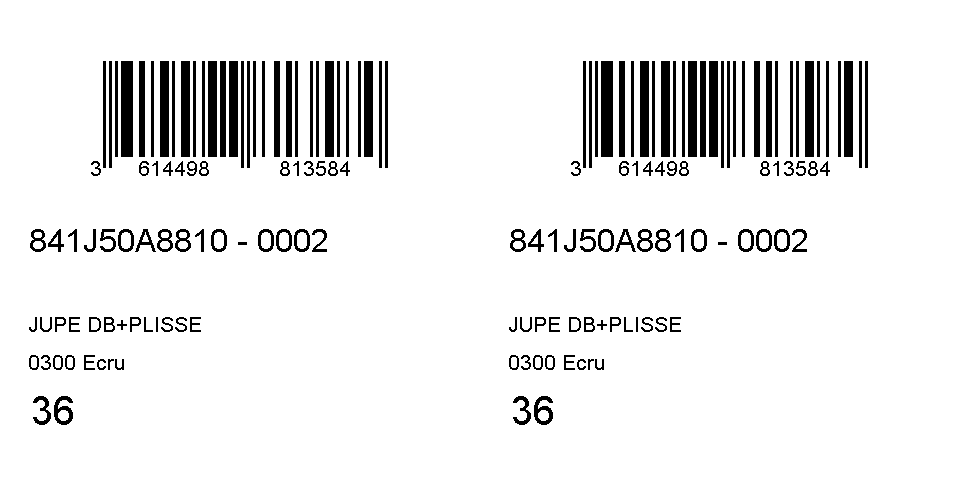 3 614498 813584
841J50A8810 - 0002
JUPE DB+PLISSE
0300 Ecru
36
3 614498 813584
841J50A8810 - 0002
JUPE DB+PLISSE
0300 Ecru
36